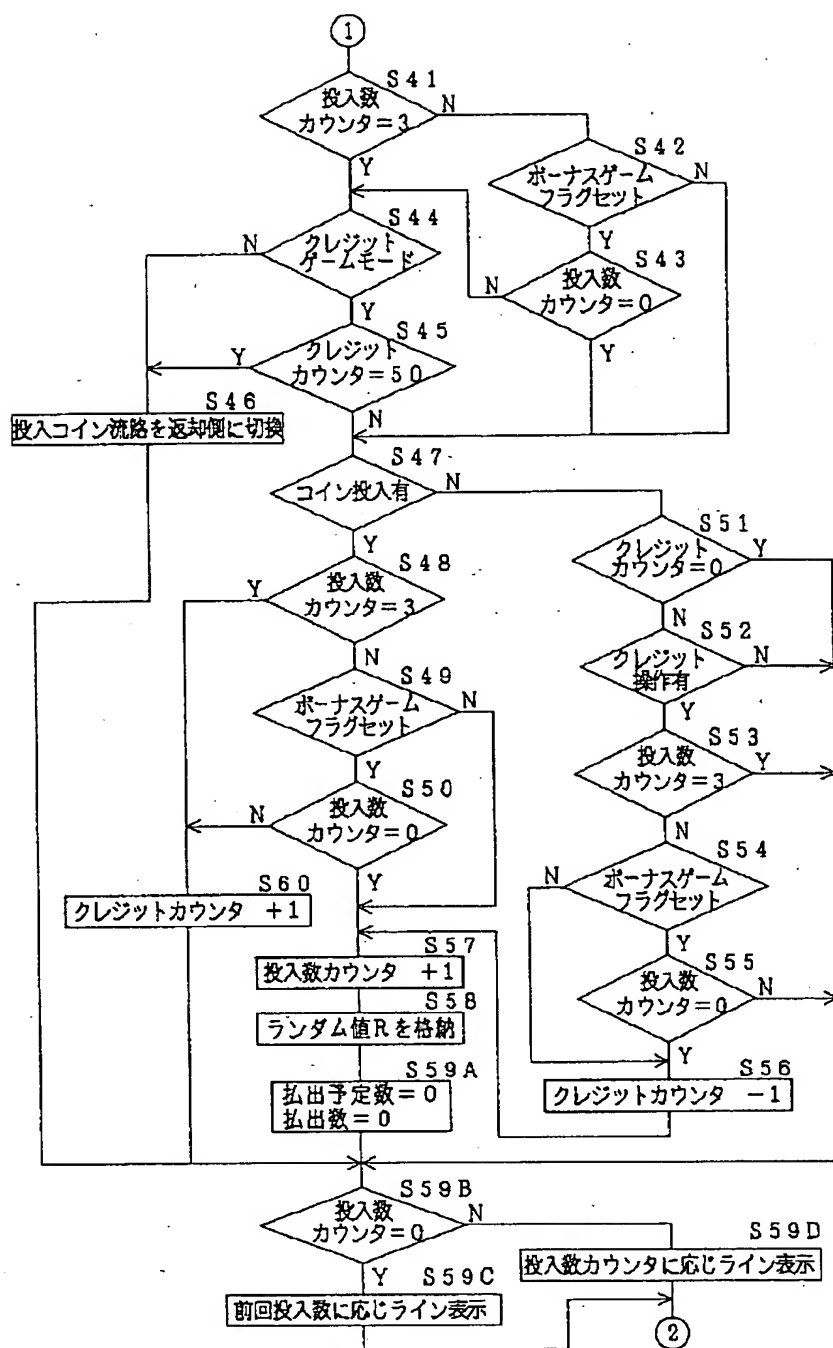 1
S41
投入数
カウンタ=3
N
Y
S42
ボーナスゲーム
フラグセット
N
Y
S43
投入数
カウンタ=0
N
Y
S44
クレジット
ゲームモード
N
Y
S45
クレジット
カウンタ=50
Y
N
S46
投入コイン流路を返却側に切換
S47
コイン投入有
N
Y
S48
投入数
カウンタ=3
Y
N
S49
ボーナスゲーム
フラグセット
N
Y
S50
投入数
カウンタ=0
N
Y
S60
クレジットカウンタ +1
S51
クレジット
カウンタ=0
Y
N
S52
クレジット
操作有
N
Y
S53
投入数
カウンタ=3
Y
N
S54
ボーナスゲーム
フラグセット
N
Y
S55
投入数
カウンタ=0
N
Y
S56
クレジットカウンタ -1
S57
投入数カウンタ +1
S58
ランダム値Rを格納
S59A
払出予定数=0
払出数=0
S59B
投入数
カウンタ=0
N
Y
S59C
前回投入数に応じライン表示
S59D
投入数カウンタに応じライン表示
2